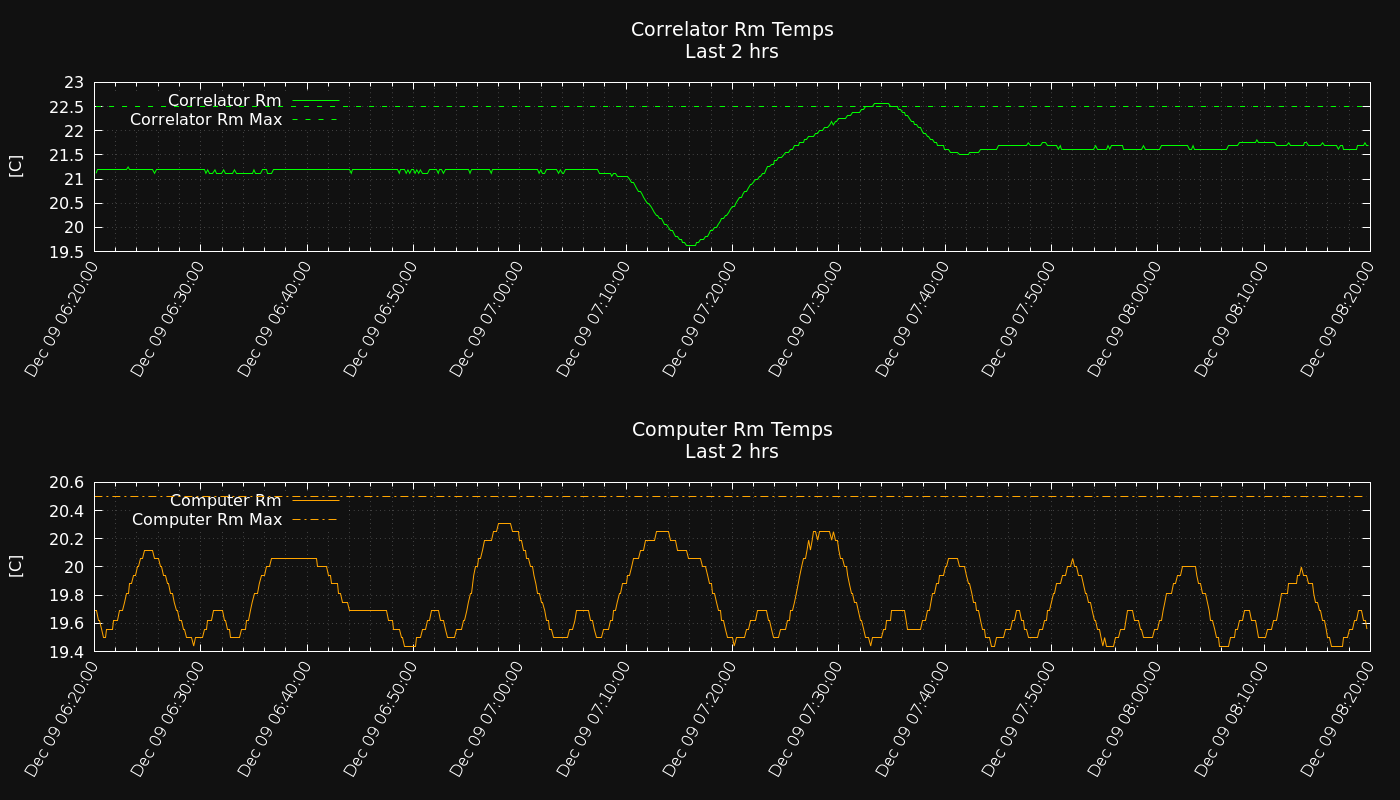 Correlator Rm Temps
Last 2 hrs
23
22.5
22
21.5
21
20.5
20
19.5
[C]
Correlator Rm
Correlator Rm Max
Dec 09 06:20:00
Dec 09 06:30:00
Dec 09 06:40:00
Dec 09 06:50:00
Dec 09 07:00:00
Dec 09 07:10:00
Dec 09 07:20:00
Dec 09 07:30:00
Dec 09 07:40:00
Dec 09 07:50:00
Dec 09 08:00:00
Dec 09 08:10:00
Dec 09 08:20:00
Computer Rm Temps
Last 2 hrs
20.6
20.4
20.2
20
19.8
19.6
19.4
[C]
Computer Rm
Computer Rm Max
Dec 09 06:20:00
Dec 09 06:30:00
Dec 09 06:40:00
Dec 09 06:50:00
Dec 09 07:00:00
Dec 09 07:10:00
Dec 09 07:20:00
Dec 09 07:30:00
Dec 09 07:40:00
Dec 09 07:50:00
Dec 09 08:00:00
Dec 09 08:10:00
Dec 09 08:20:00